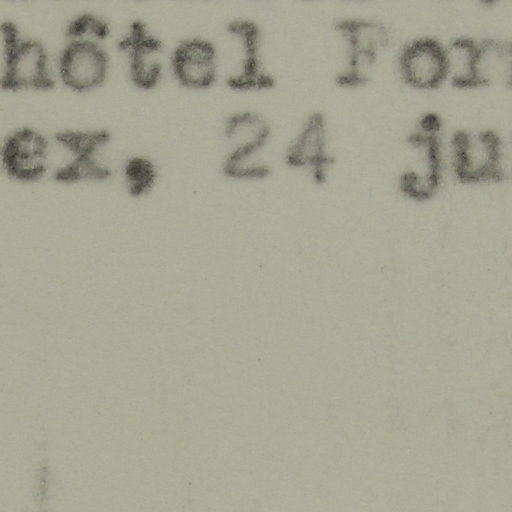 hôtel For
ex, 24 ju